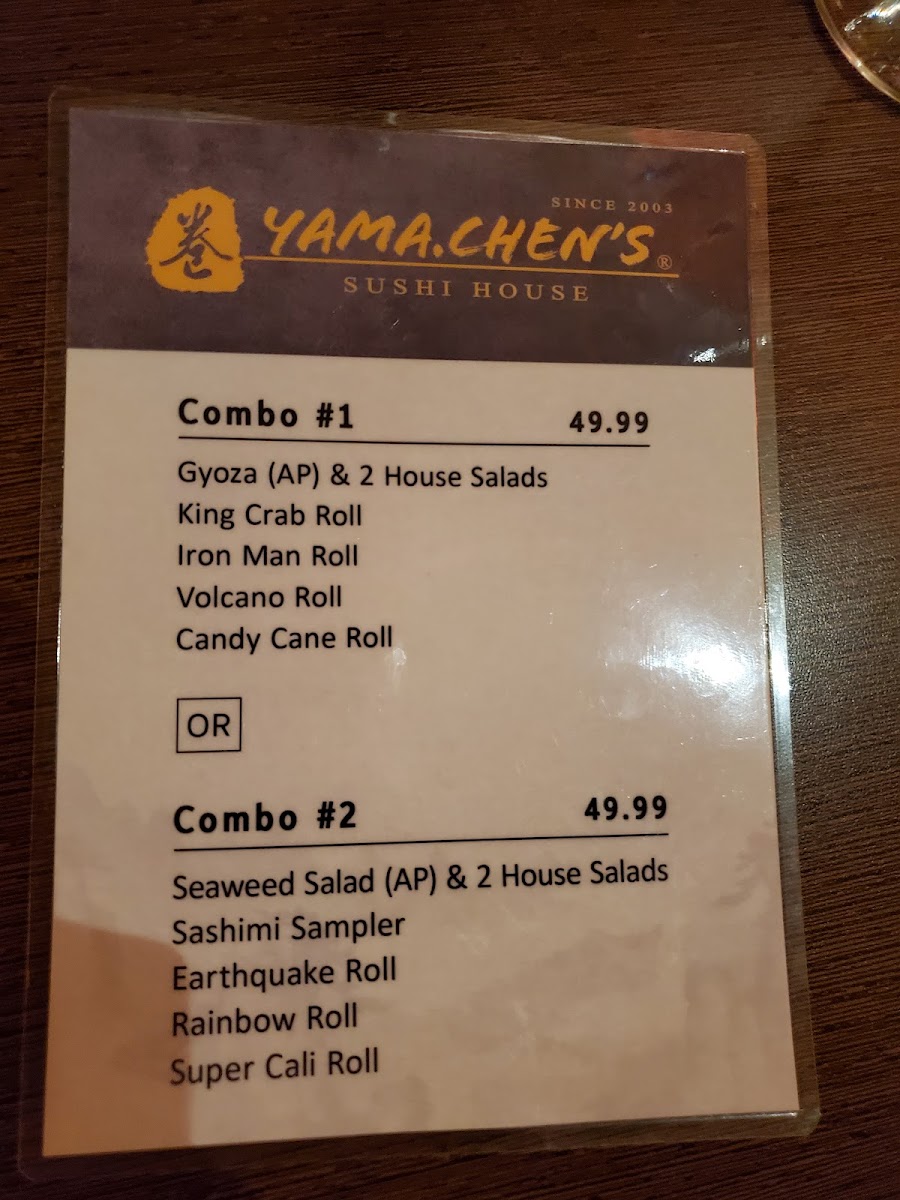 SINCE 2003
卷 YAMA.CHEN'S®
SUSHI HOUSE
Combo #1 49.99
Gyoza (AP) & 2 House Salads
King Crab Roll
Iron Man Roll
Volcano Roll
Candy Cane Roll
OR
Combo #2 49.99
Seaweed Salad (AP) & 2 House Salads
Sashimi Sampler
Earthquake Roll
Rainbow Roll
Super Cali Roll